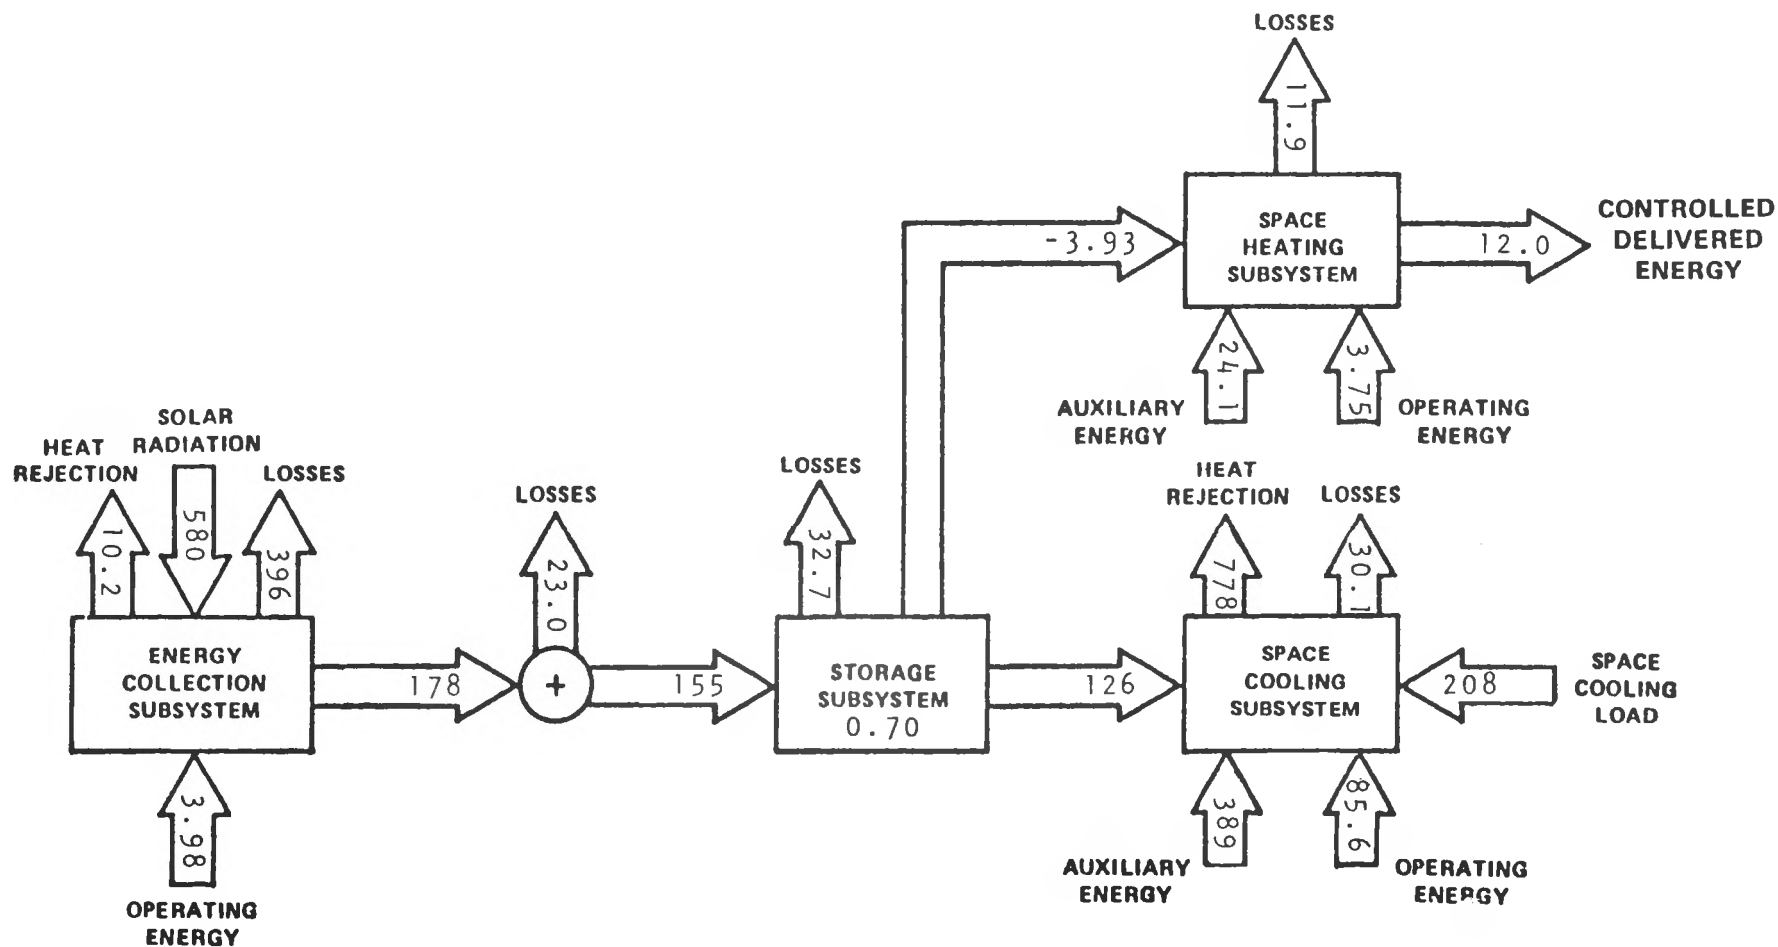 LOSSES
11.9
SPACE
HEATING
SUBSYSTEM
-3.93
12.0
CONTROLLED
DELIVERED
ENERGY
24.1
3.75
AUXILIARY
ENERGY
OPERATING
ENERGY
SOLAR
RADIATION
HEAT
REJECTION
LOSSES
10.2
580
396
LOSSES
23.0
LOSSES
32.7
HEAT
REJECTION
LOSSES
778
30.1
ENERGY
COLLECTION
SUBSYSTEM
178
+
155
STORAGE
SUBSYSTEM
0.70
126
SPACE
COOLING
SUBSYSTEM
208
SPACE
COOLING
LOAD
3.98
OPERATING
ENERGY
389
85.6
AUXILIARY
ENERGY
OPERATING
ENERGY